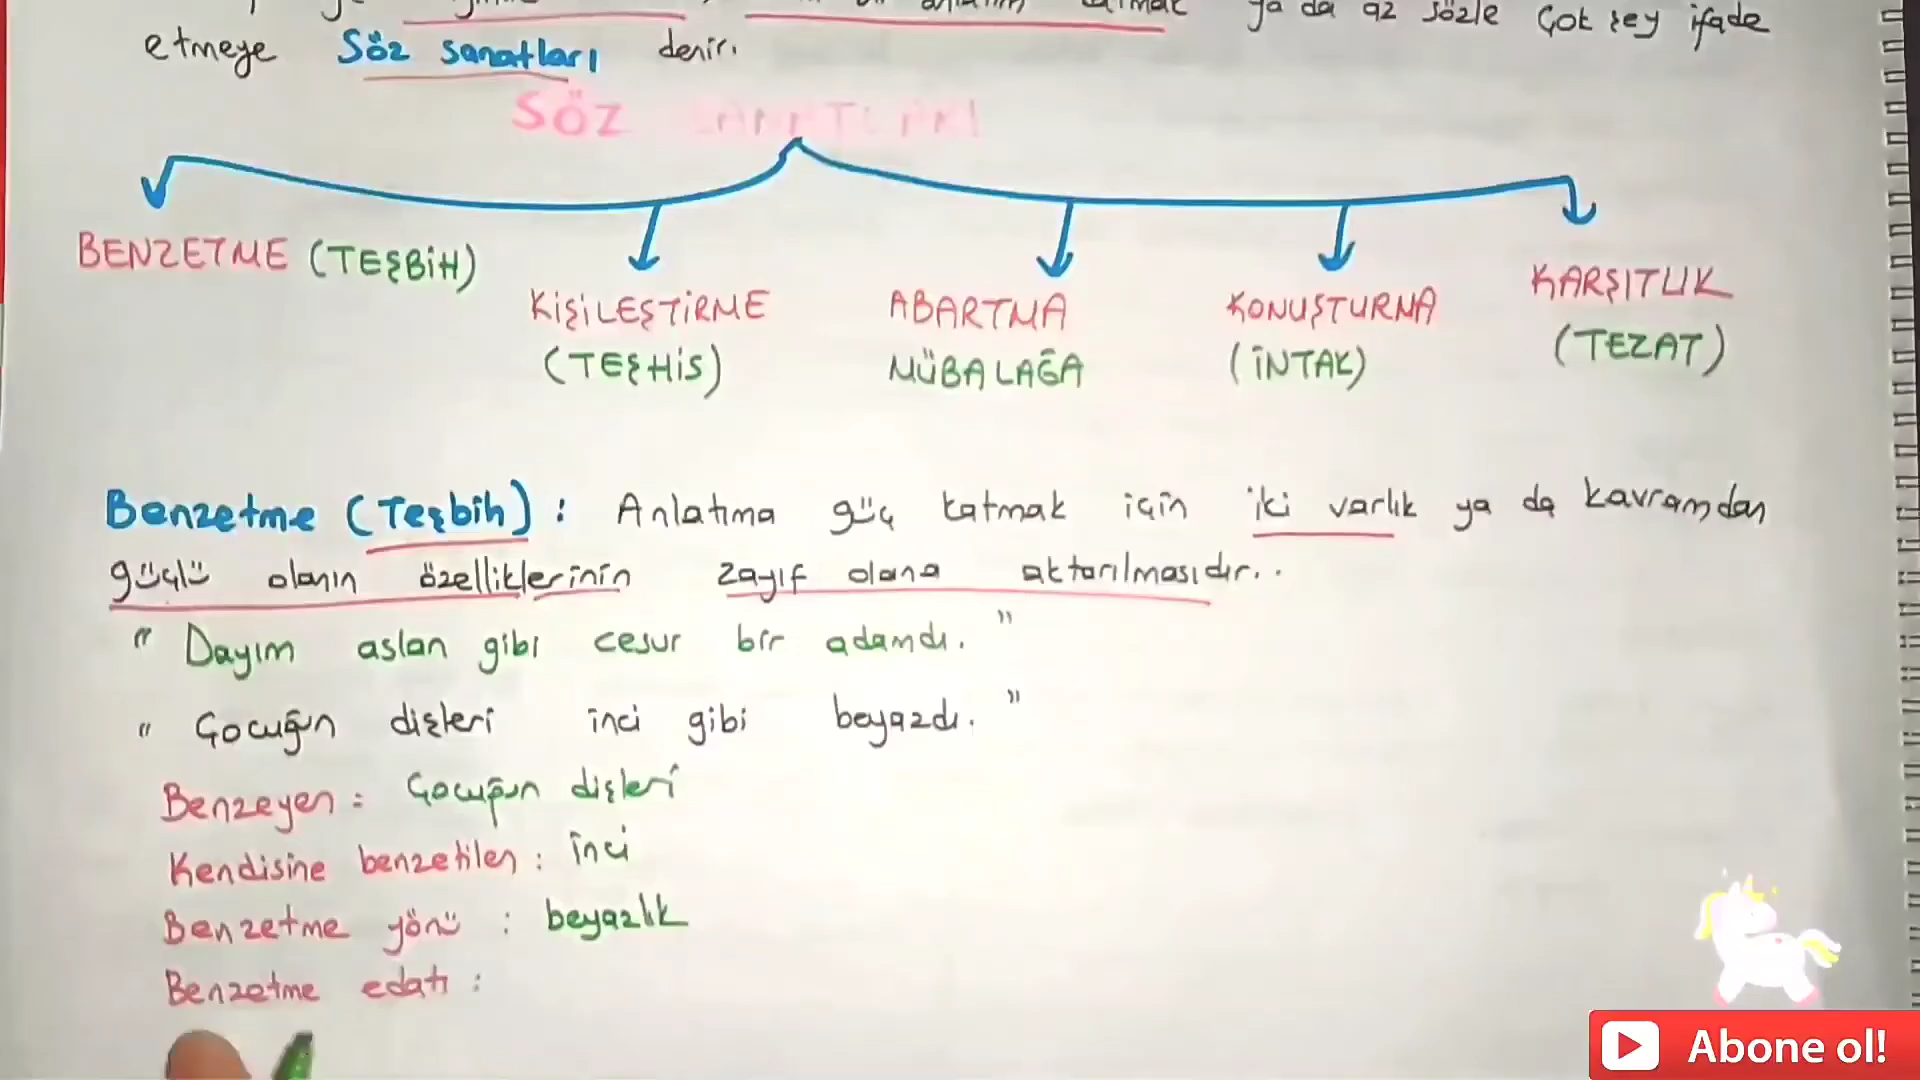 ya da az sözle çok şey ifade
etmeye Söz sanatları denir.
SÖZ SANATLARI
BENZETME (TEŞBİH)
KİŞİLEŞTİRME
(TEŞHİS)
ABARTMA
MÜBALAĞA
KONUŞTURMA
(İNTAK)
KARŞITLIK
(TEZAT)
Benzetme (Teşbih) : Anlatıma güç katmak için iki varlık ya da kavramdan
güçlü olanın özelliklerinin zayıf olana aktarılmasıdır..
" Dayım aslan gibi cesur bir adamdı. "
" Çocuğun dişleri inci gibi beyazdı. "
Benzeyen : Çocuğun dişleri
Kendisine benzetilen : inci
Benzetme yönü : beyazlık
Benzetme edatı :
Abone ol!